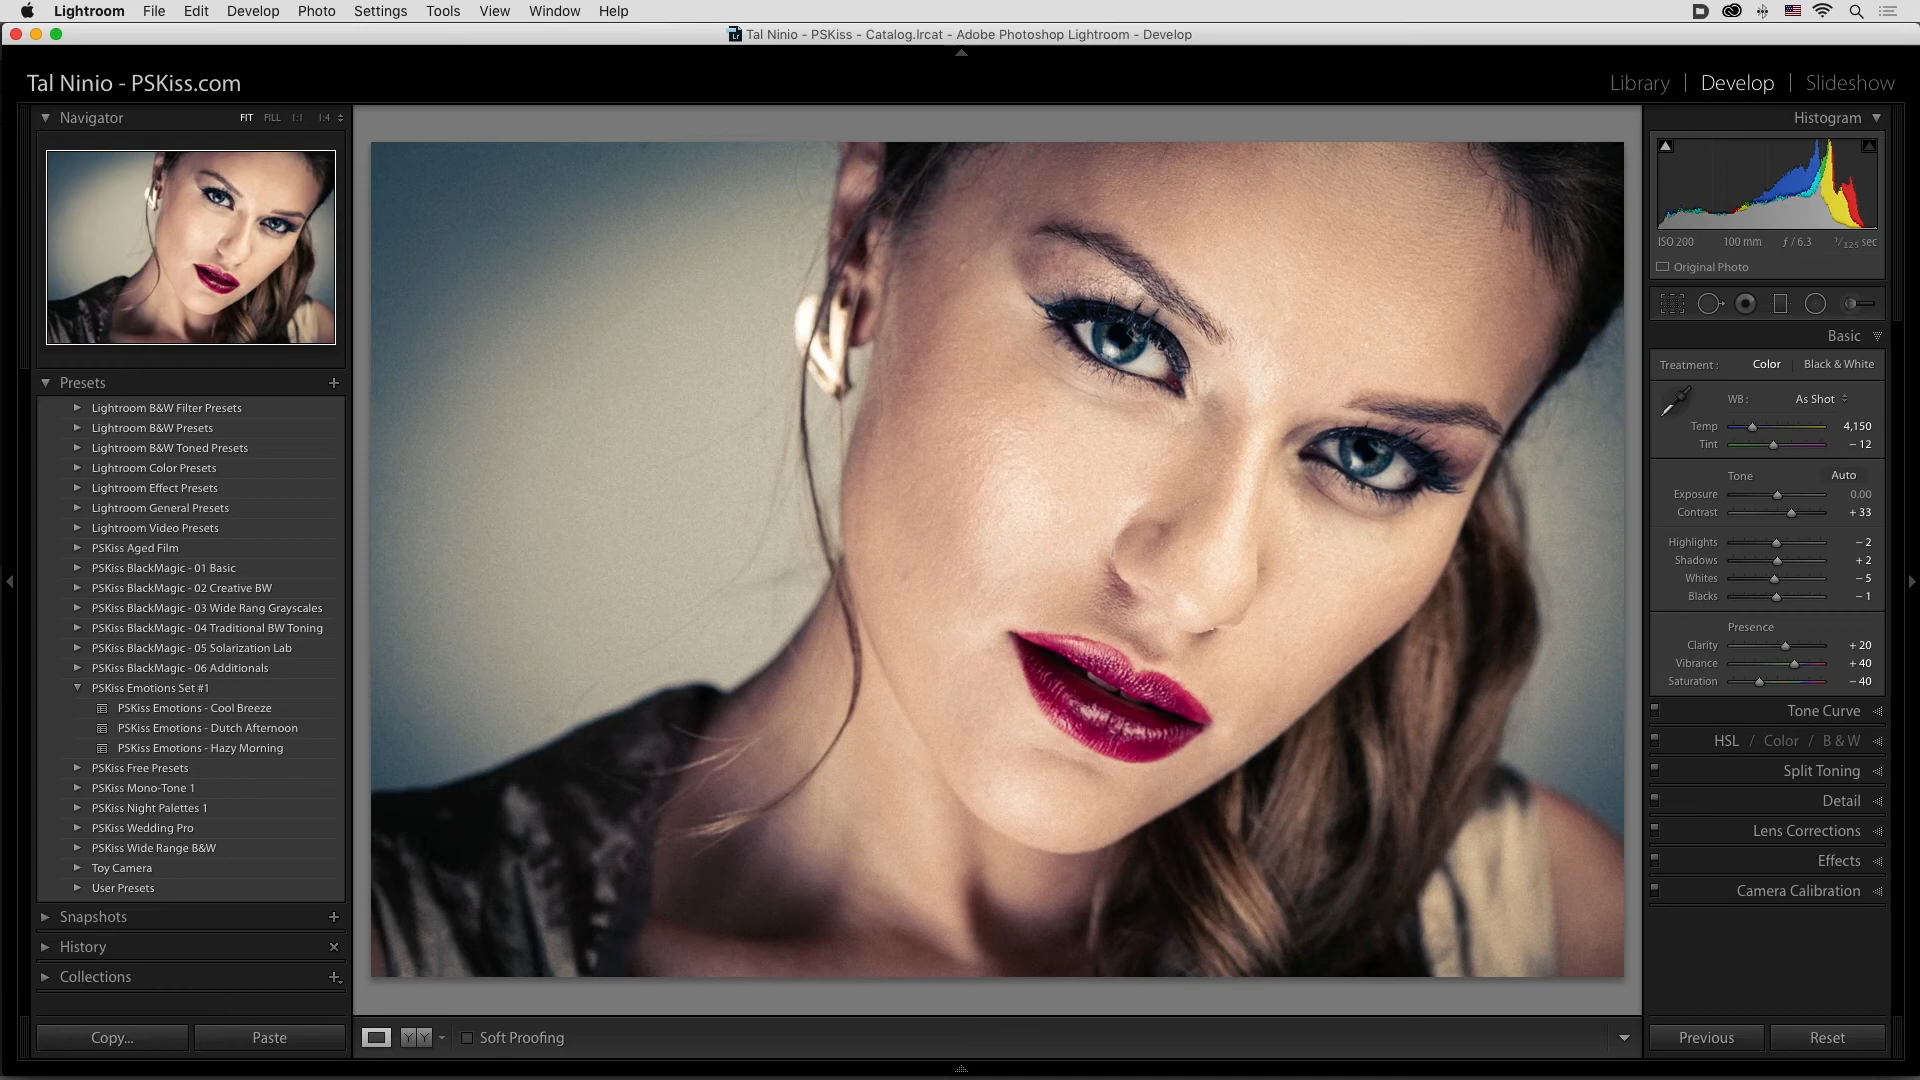 Lightroom File Edit Develop Photo Settings Tools View Window Help
Tal Ninio - PSKiss - Catalog.lrcat - Adobe Photoshop Lightroom - Develop
Tal Ninio - PSKiss.com
Library | Develop | Slideshow
Navigator FIT FILL 1:1 1:4
Presets +
Lightroom B&W Filter Presets
Lightroom B&W Presets
Lightroom B&W Toned Presets
Lightroom Color Presets
Lightroom Effect Presets
Lightroom General Presets
Lightroom Video Presets
PSKiss Aged Film
PSKiss BlackMagic - 01 Basic
PSKiss BlackMagic - 02 Creative BW
PSKiss BlackMagic - 03 Wide Rang Grayscales
PSKiss BlackMagic - 04 Traditional BW Toning
PSKiss BlackMagic - 05 Solarization Lab
PSKiss BlackMagic - 06 Additionals
PSKiss Emotions Set #1
PSKiss Emotions - Cool Breeze
PSKiss Emotions - Dutch Afternoon
PSKiss Emotions - Hazy Morning
PSKiss Free Presets
PSKiss Mono-Tone 1
PSKiss Night Palettes 1
PSKiss Wedding Pro
PSKiss Wide Range B&W
Toy Camera
User Presets
Snapshots +
History ×
Collections +
Copy... Paste
YY Soft Proofing
Histogram
ISO 200 100 mm ƒ / 6.3 1/125 sec
Original Photo
Basic
Treatment : Color | Black & White
WB : As Shot
Temp 4,150
Tint – 12
Tone Auto
Exposure 0.00
Contrast + 33
Highlights – 2
Shadows + 2
Whites – 5
Blacks – 1
Presence
Clarity + 20
Vibrance + 40
Saturation – 40
Tone Curve
HSL / Color / B & W
Split Toning
Detail
Lens Corrections
Effects
Camera Calibration
Previous Reset